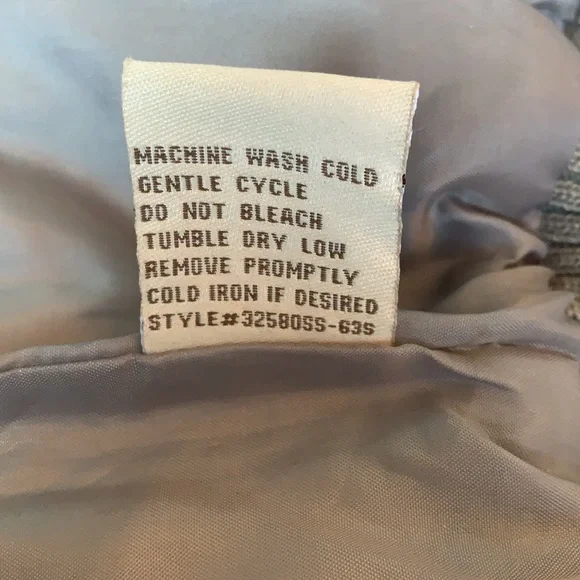 MACHINE WASH COLD
GENTLE CYCLE
DO NOT BLEACH
TUMBLE DRY LOW
REMOVE PROMPTLY
COLD IRON IF DESIRED
STYLE#325805S-63S